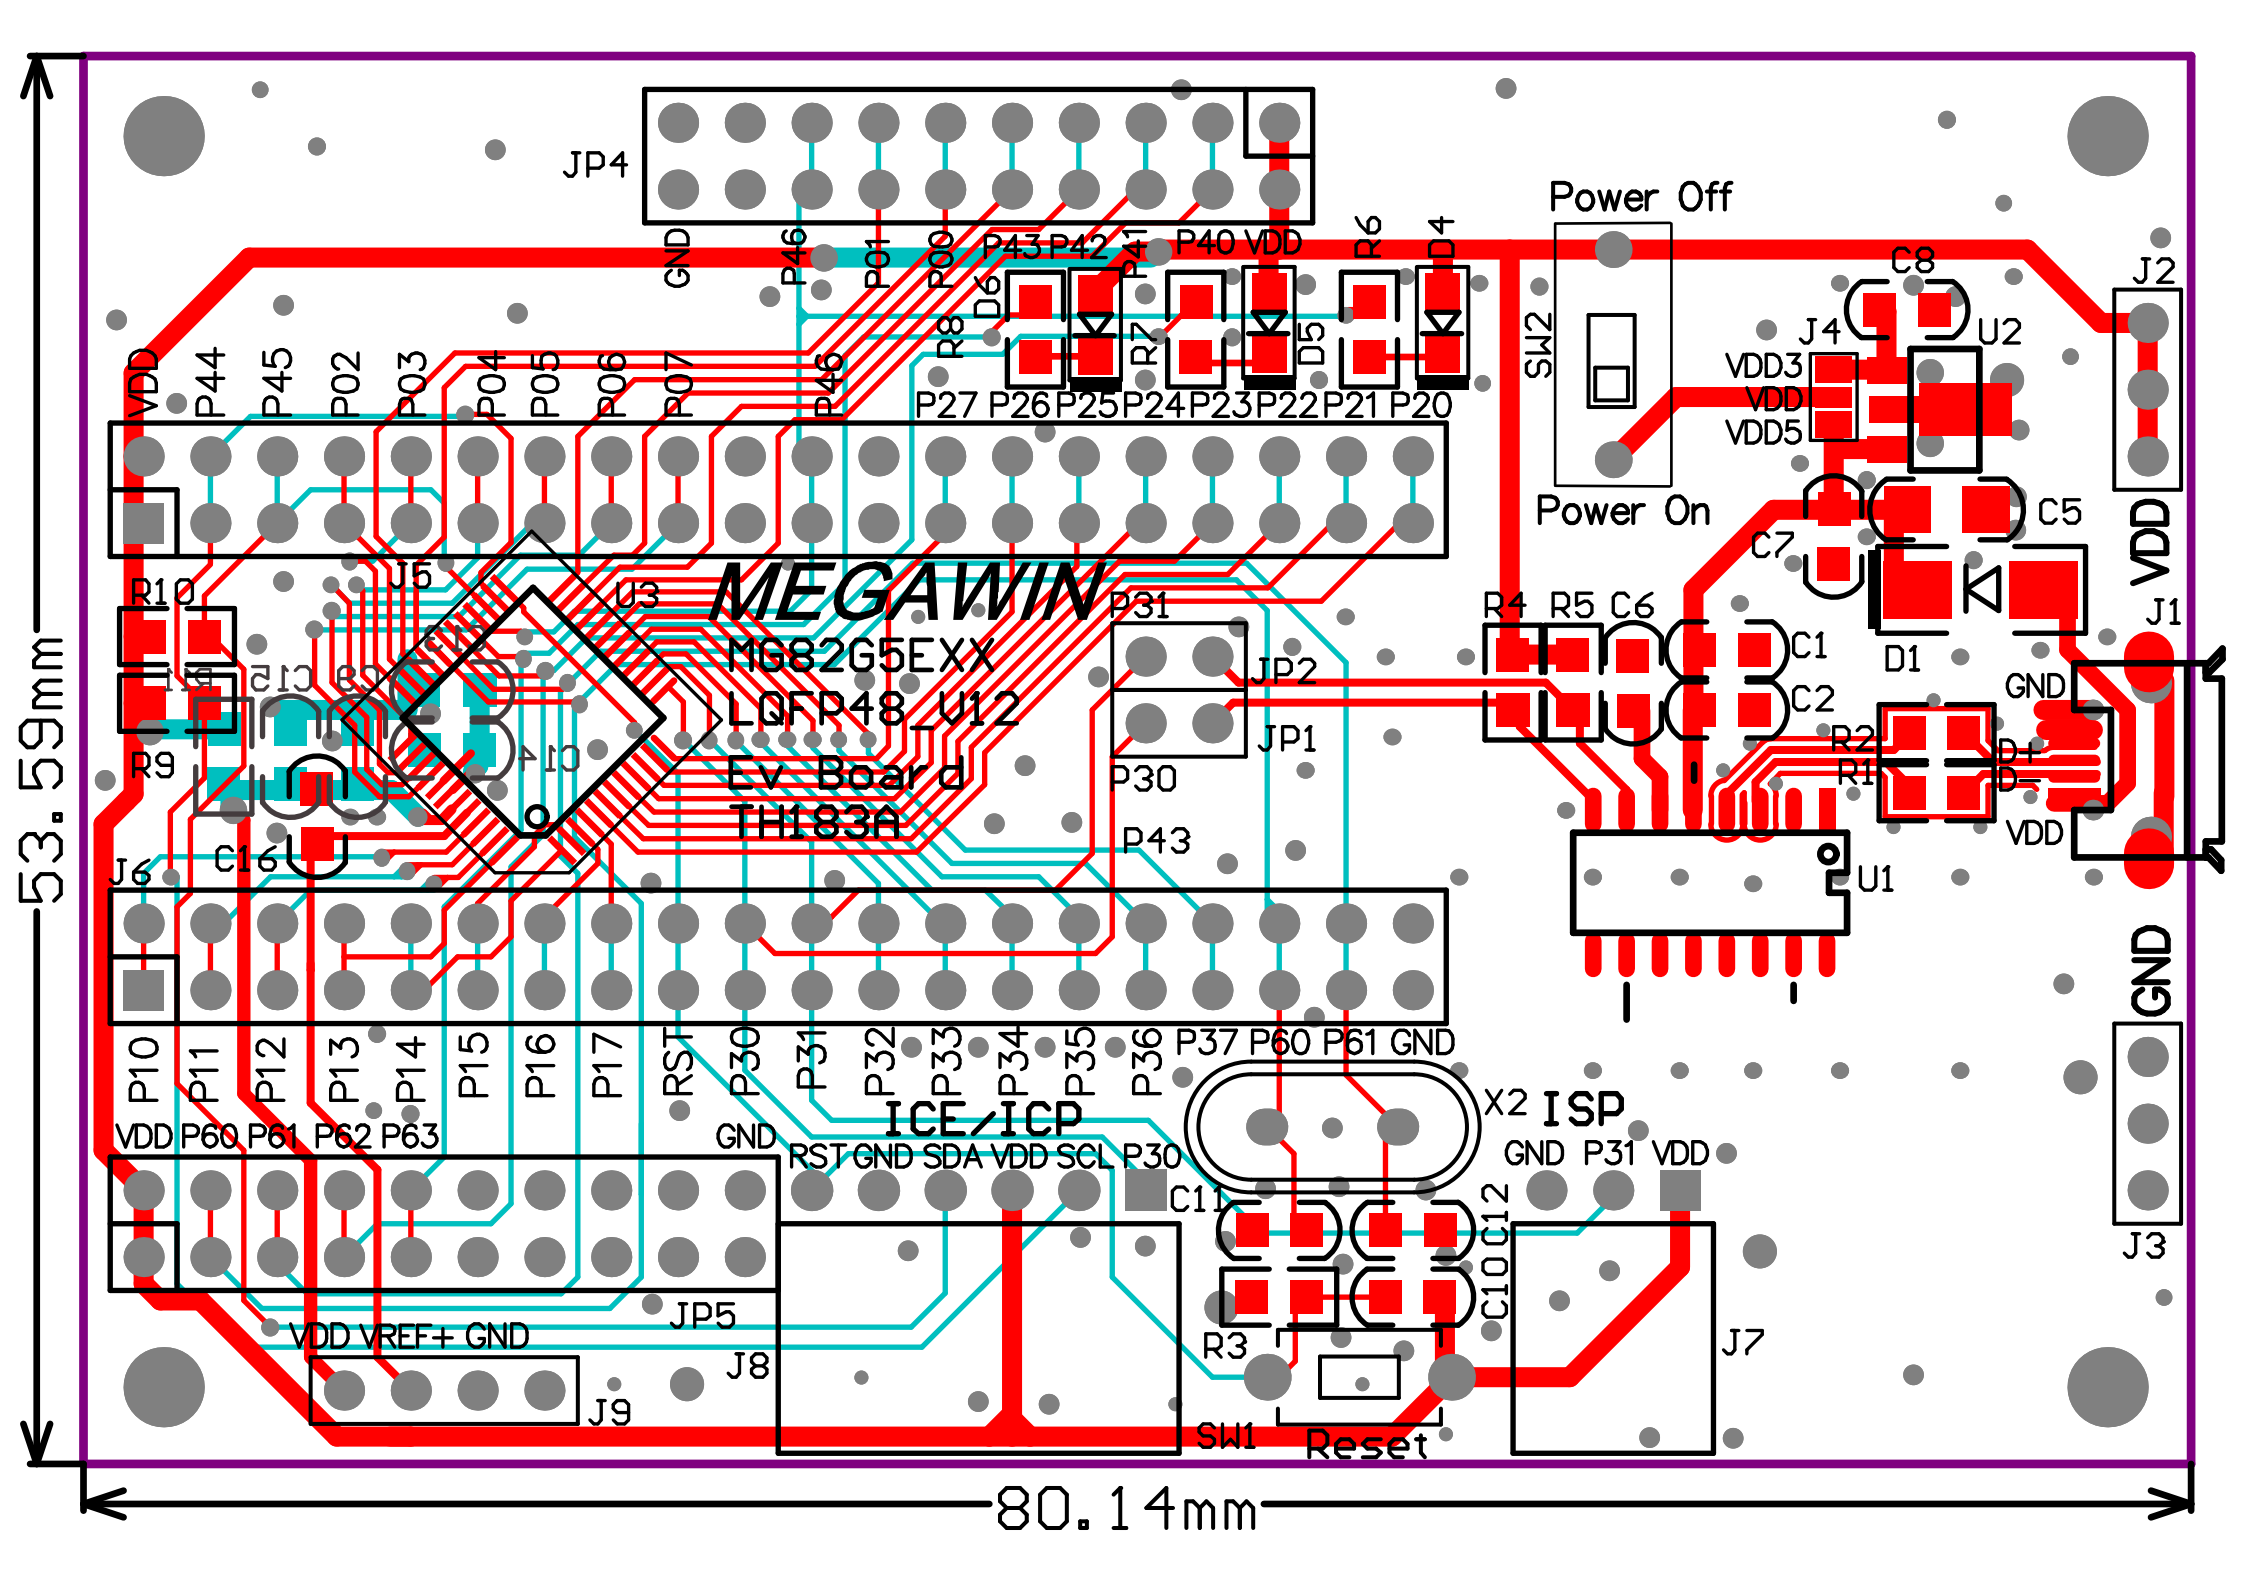 JP4
Power Off
GND
P46
P01
P00
P43
P42
P41
P40
VDD
R6
D4
C8
J2
D6
R8
R7
D5
SW2
J4
U2
VDD3
VDD
VDD5
VDD
P44
P45
P02
P03
P04
P05
P06
P07
P46
P27 P26 P25 P24 P23 P22 P21 P20
Power On
C5
VDD
C7
R10
J5
U3
MEGAWIN
P31
R4
R5
C6
J1
C13
MG82G5EXX
JP2
C1
D1
R11
C15
C9
GND
LQFP48_V12
C2
JP1
R9
C14
R2
D+
Ev Board
P30
R1
D-
TH183A
VDD
P43
J6
C16
U1
53.59mm
GND
P10
P11
P12
P13
P14
P15
P16
P17
RST
P30
P31
P32
P33
P34
P35
P36
P37 P60 P61 GND
X2
ISP
ICE/ICP
VDD P60 P61 P62 P63
GND
RST GND SDA VDD SCL P30
GND P31 VDD
C11
C12
J3
C10
JP5
VDD VREF+ GND
R3
J7
J8
J9
SW1
Reset
80.14mm